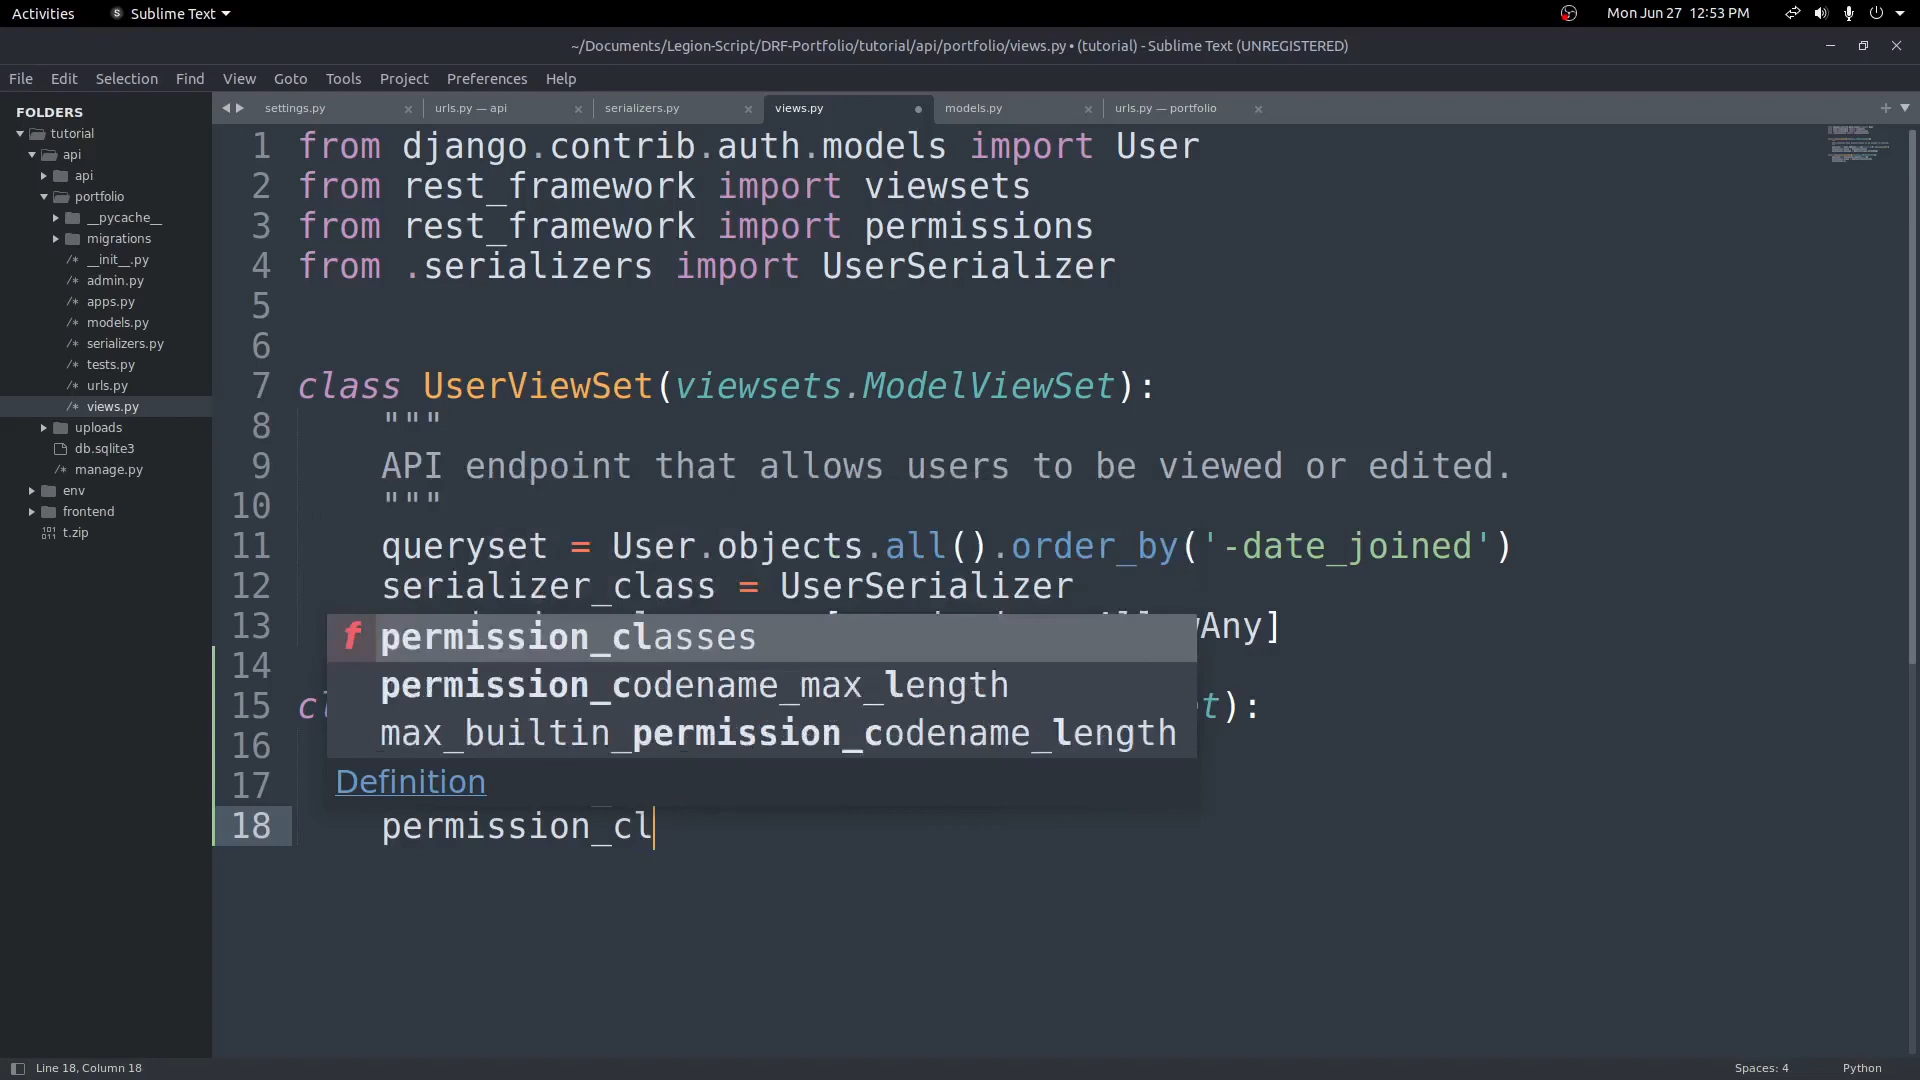 Activities
Sublime Text
Mon Jun 27 12:53 PM
~/Documents/Legion-Script/DRF-Portfolio/tutorial/api/portfolio/views.py • (tutorial) - Sublime Text (UNREGISTERED)
File Edit Selection Find View Goto Tools Project Preferences Help
FOLDERS
tutorial
api
api
portfolio
__pycache__
migrations
/* __init__.py
/* admin.py
/* apps.py
/* models.py
/* serializers.py
/* tests.py
/* urls.py
/* views.py
uploads
db.sqlite3
/* manage.py
env
frontend
t.zip
settings.py
urls.py — api
serializers.py
views.py
models.py
urls.py — portfolio
1 from django.contrib.auth.models import User
2 from rest_framework import viewsets
3 from rest_framework import permissions
4 from .serializers import UserSerializer
5
6
7 class UserViewSet(viewsets.ModelViewSet):
8 """
9 API endpoint that allows users to be viewed or edited.
10 """
11 queryset = User.objects.all().order_by('-date_joined')
12 serializer_class = UserSerializer
13 Any]
f permission_classes
14
permission_codename_max_length
15 t):
max_builtin_permission_codename_length
16
17
Definition
18 permission_cl
Line 18, Column 18
Spaces: 4
Python